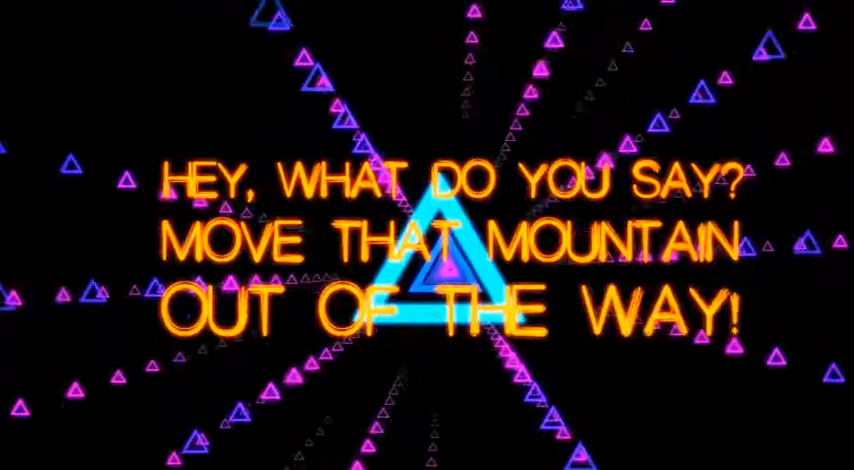 HEY, WHAT DO YOU SAY?
MOVE THAT MOUNTAIN
OUT OF THE WAY!